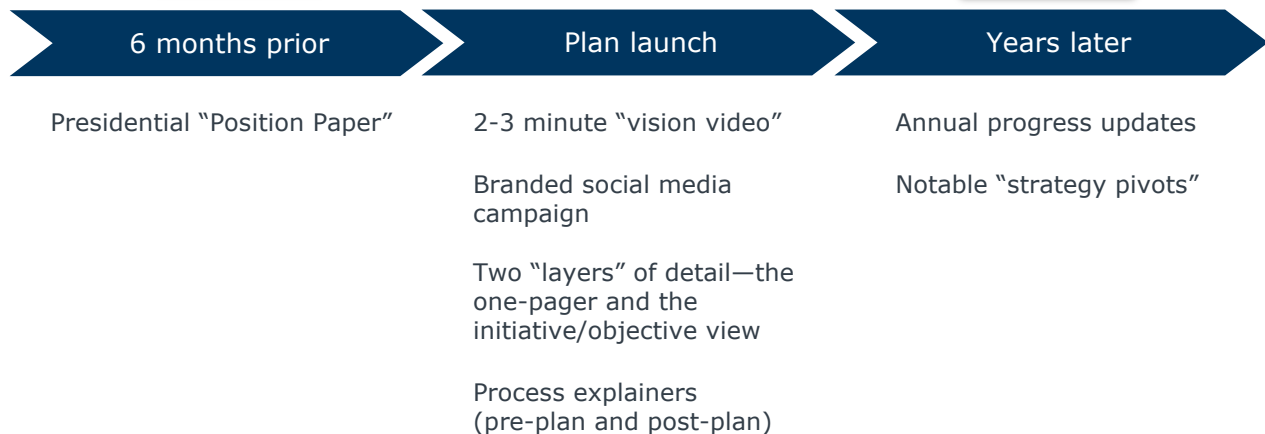 6 months prior
Plan launch
Years later
Presidential “Position Paper”
2-3 minute “vision video”
Branded social media
campaign
Two “layers” of detail—the
one-pager and the
initiative/objective view
Process explainers
(pre-plan and post-plan)
Annual progress updates
Notable “strategy pivots”